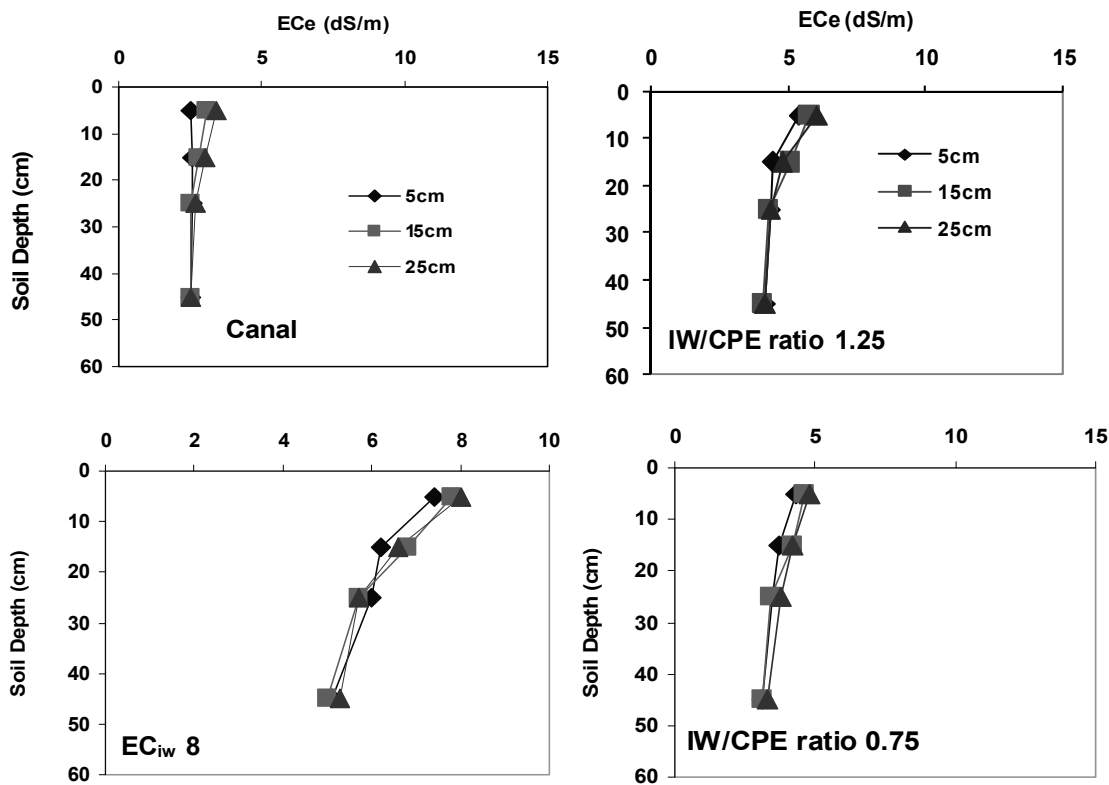 ECe (dS/m)
0 5 10 15
0
10
20
30
40
50
60
Soil Depth (cm)
5cm
15cm
25cm
Canal
ECe (dS/m)
0 5 10 15
0
10
20
30
40
50
60
5cm
15cm
25cm
IW/CPE ratio 1.25
0 2 4 6 8 10
0
10
20
30
40
50
60
Soil Depth (cm)
ECiw 8
0 5 10 15
0
10
20
30
40
50
60
Soil Depth (cm)
IW/CPE ratio 0.75